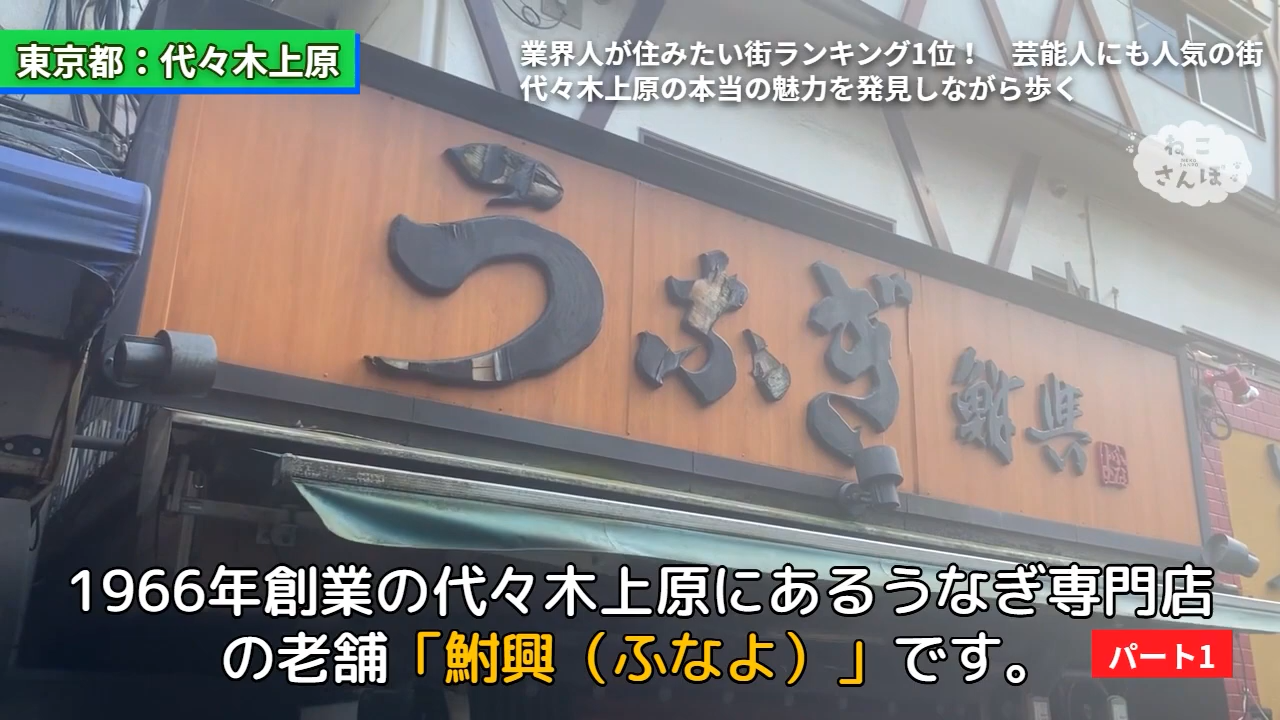 東京都：代々木上原
業界人が住みたい街ランキング1位！　芸能人にも人気の街
代々木上原の本当の魅力を発見しながら歩く
ねこ
さんぽ
うなぎ 鮒興
1966年創業の代々木上原にあるうなぎ専門店
の老舗「鮒興（ふなよ）」です。
パート1